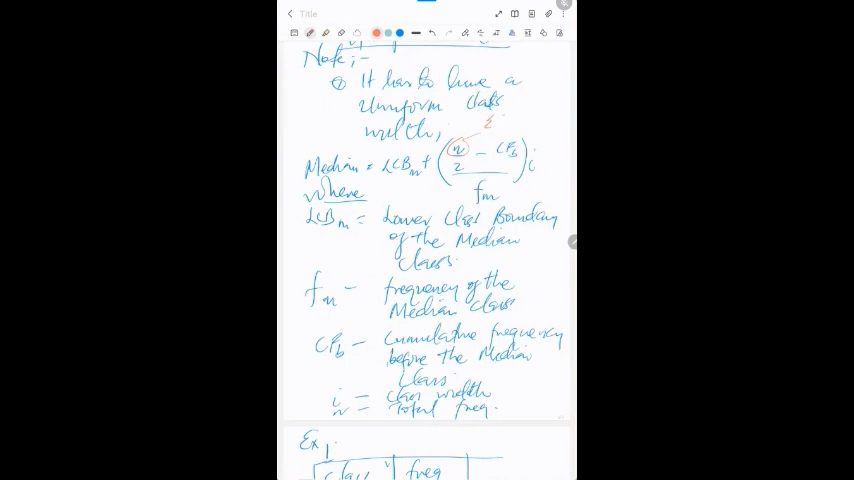 Title
Note :-
It has to have a
Uniform class
width,
Σ
Median = LCBm + ( n/2 - CFb / fm ) i
Where
LCBm = Lower Class Boundary
of the Median
Class.
fm - frequency of the
Median Class
CFb - Cumulative frequency
before the Median
Class.
i = Class width
n = Total freq.
Ex 1.
class freq